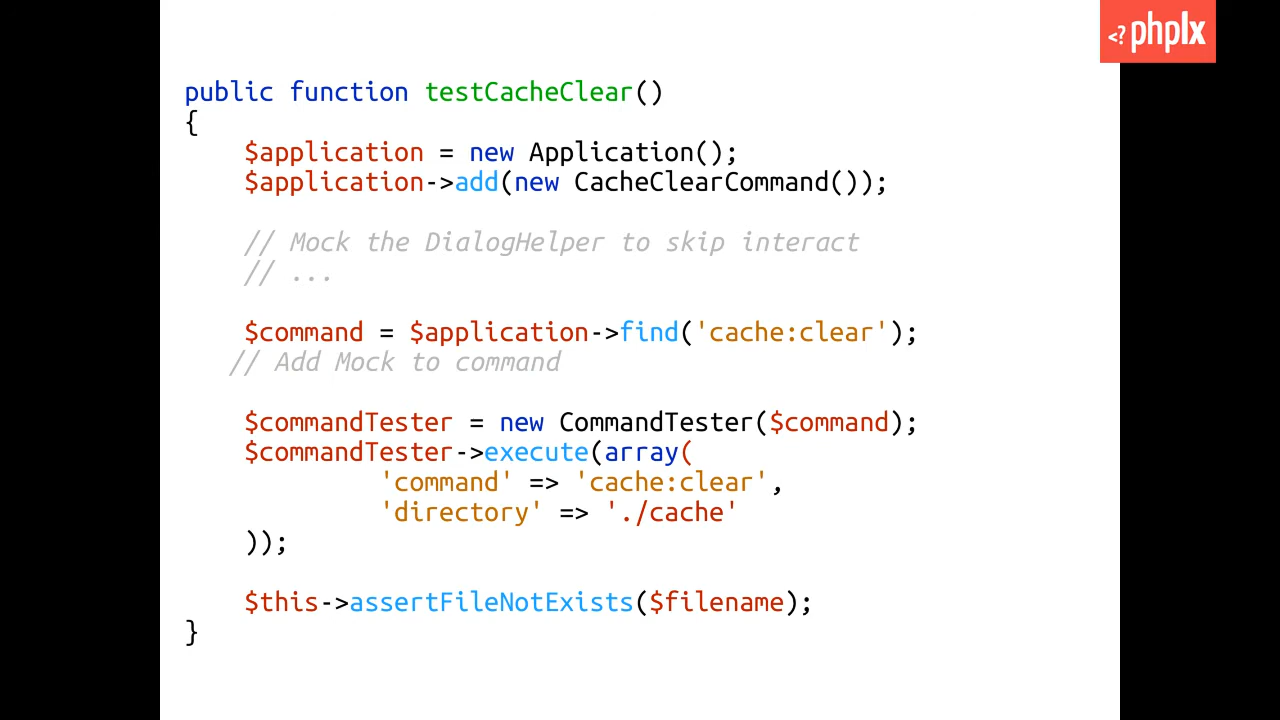 <? phplx
public function testCacheClear()
{
    $application = new Application();
    $application->add(new CacheClearCommand());

    // Mock the DialogHelper to skip interact
    // ...

    $command = $application->find('cache:clear');
   // Add Mock to command

    $commandTester = new CommandTester($command);
    $commandTester->execute(array(
             'command' => 'cache:clear',
             'directory' => './cache'
    ));

    $this->assertFileNotExists($filename);
}